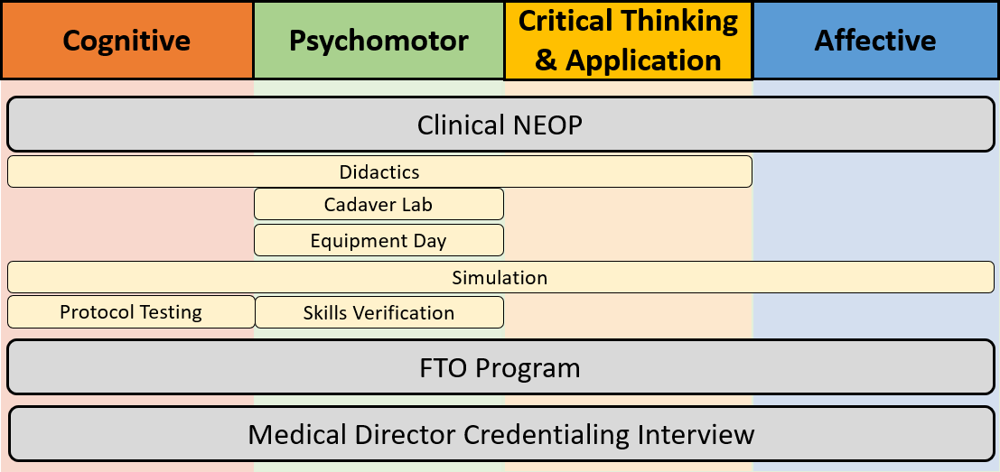 Cognitive
Psychomotor
Critical Thinking
& Application
Affective
Clinical NEOP
Didactics
Cadaver Lab
Equipment Day
Simulation
Protocol Testing
Skills Verification
FTO Program
Medical Director Credentialing Interview